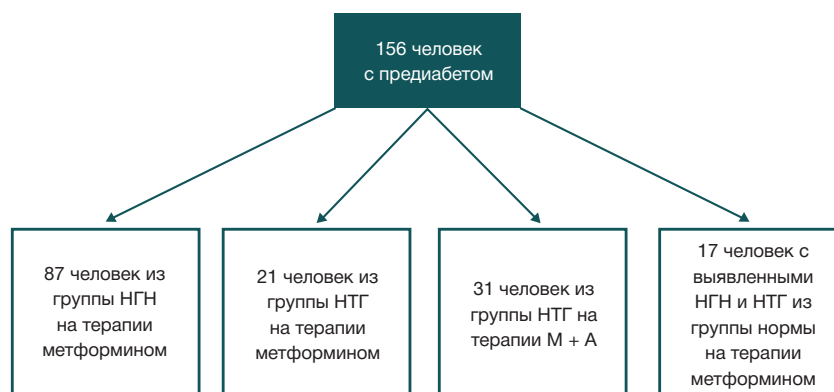 156 человек
с предиабетом
87 человек из
группы НГН
на терапии
метформином
21 человек из
группы НТГ
на терапии
метформином
31 человек из
группы НТГ на
терапии М + А
17 человек с
выявленными
НГН и НТГ из
группы нормы
на терапии
метформином